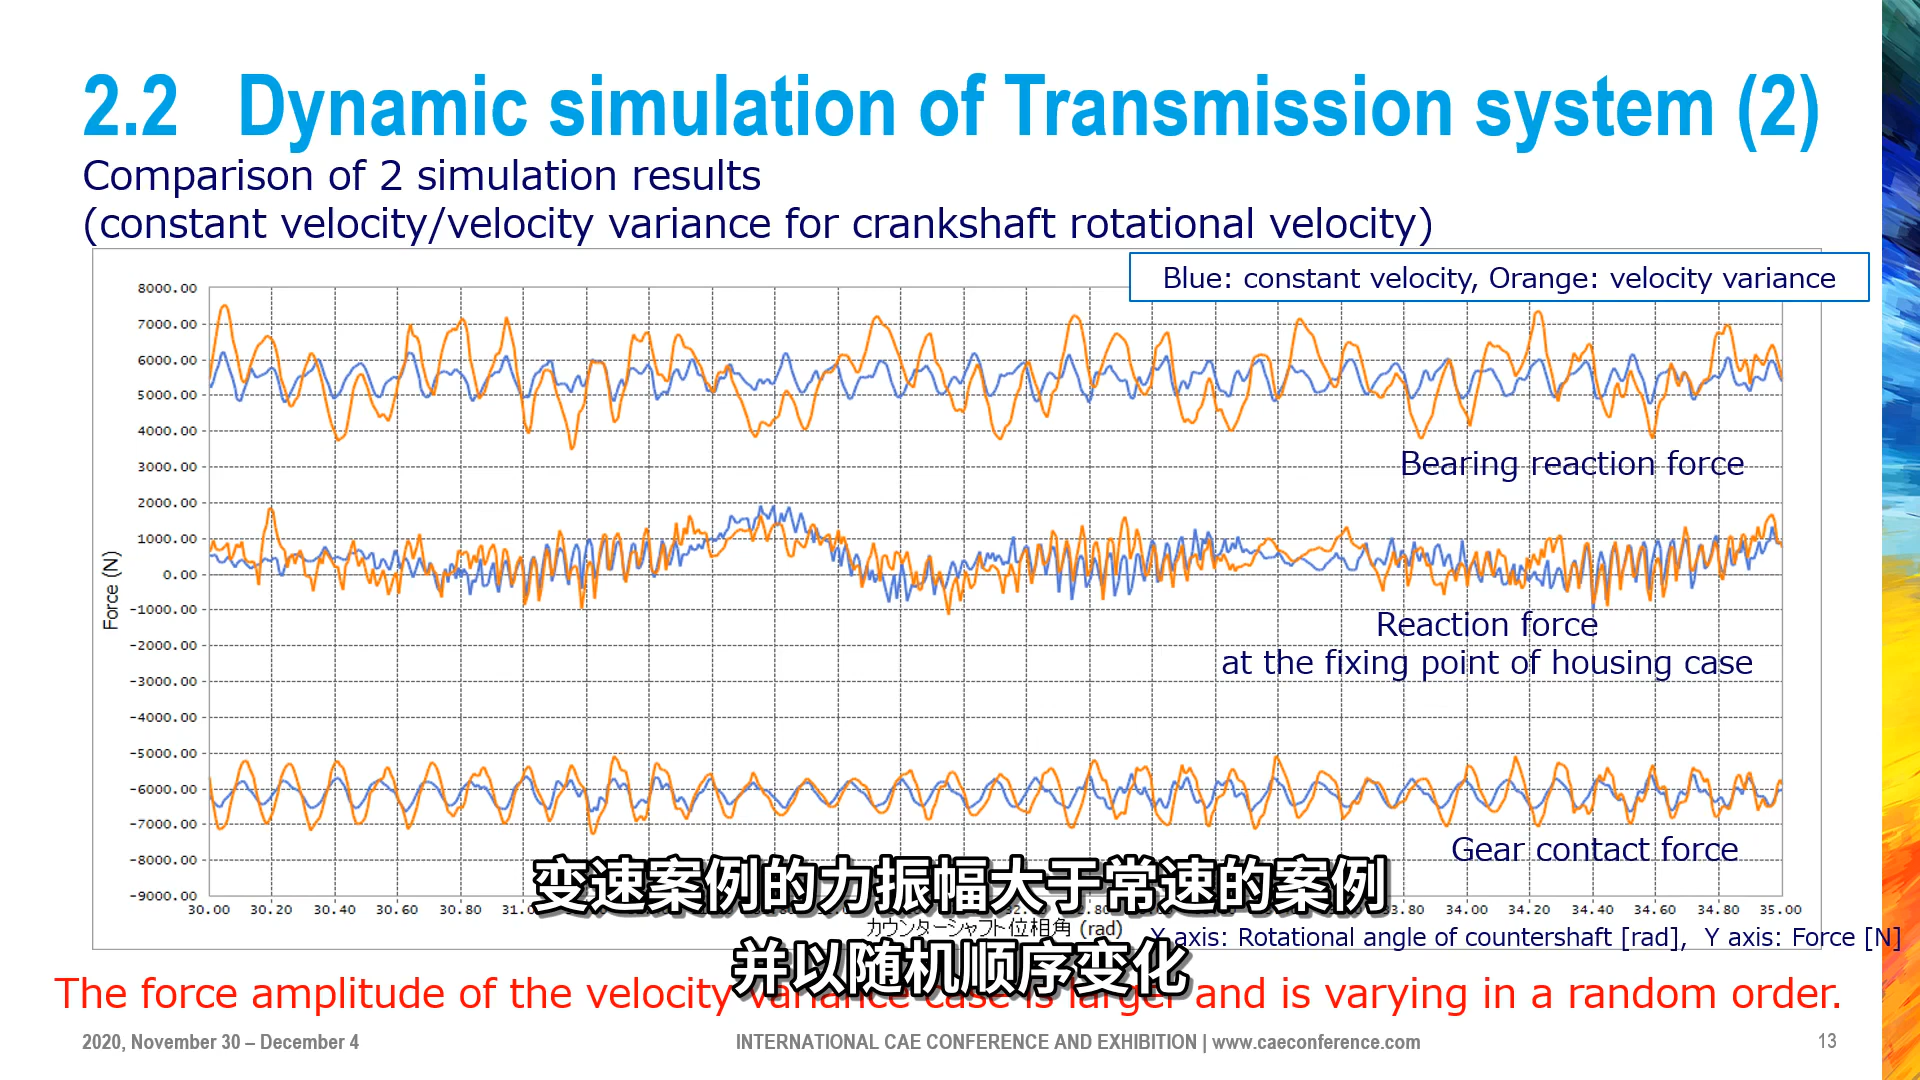 2.2 Dynamic simulation of Transmission system (2)
Comparison of 2 simulation results
(constant velocity/velocity variance for crankshaft rotational velocity)
Blue: constant velocity, Orange: velocity variance
8000.00
7000.00
6000.00
5000.00
4000.00
3000.00
2000.00
1000.00
0.00
-1000.00
-2000.00
-3000.00
-4000.00
-5000.00
-6000.00
-7000.00
-8000.00
-9000.00
Force (N)
Bearing reaction force
Reaction force
at the fixing point of housing case
Gear contact force
30.00 30.20 30.40 30.60 30.80 34.00 34.20 34.40 34.60 34.80 35.00
カウンターシャフト位相角 (rad)
X axis: Rotational angle of countershaft [rad], Y axis: Force [N]
变速案例的力振幅大于常速的案例
并以随机顺序变化
The force amplitude of the velocity variance case is larger and is varying in a random order.
2020, November 30 – December 4
INTERNATIONAL CAE CONFERENCE AND EXHIBITION | www.caeconference.com
13